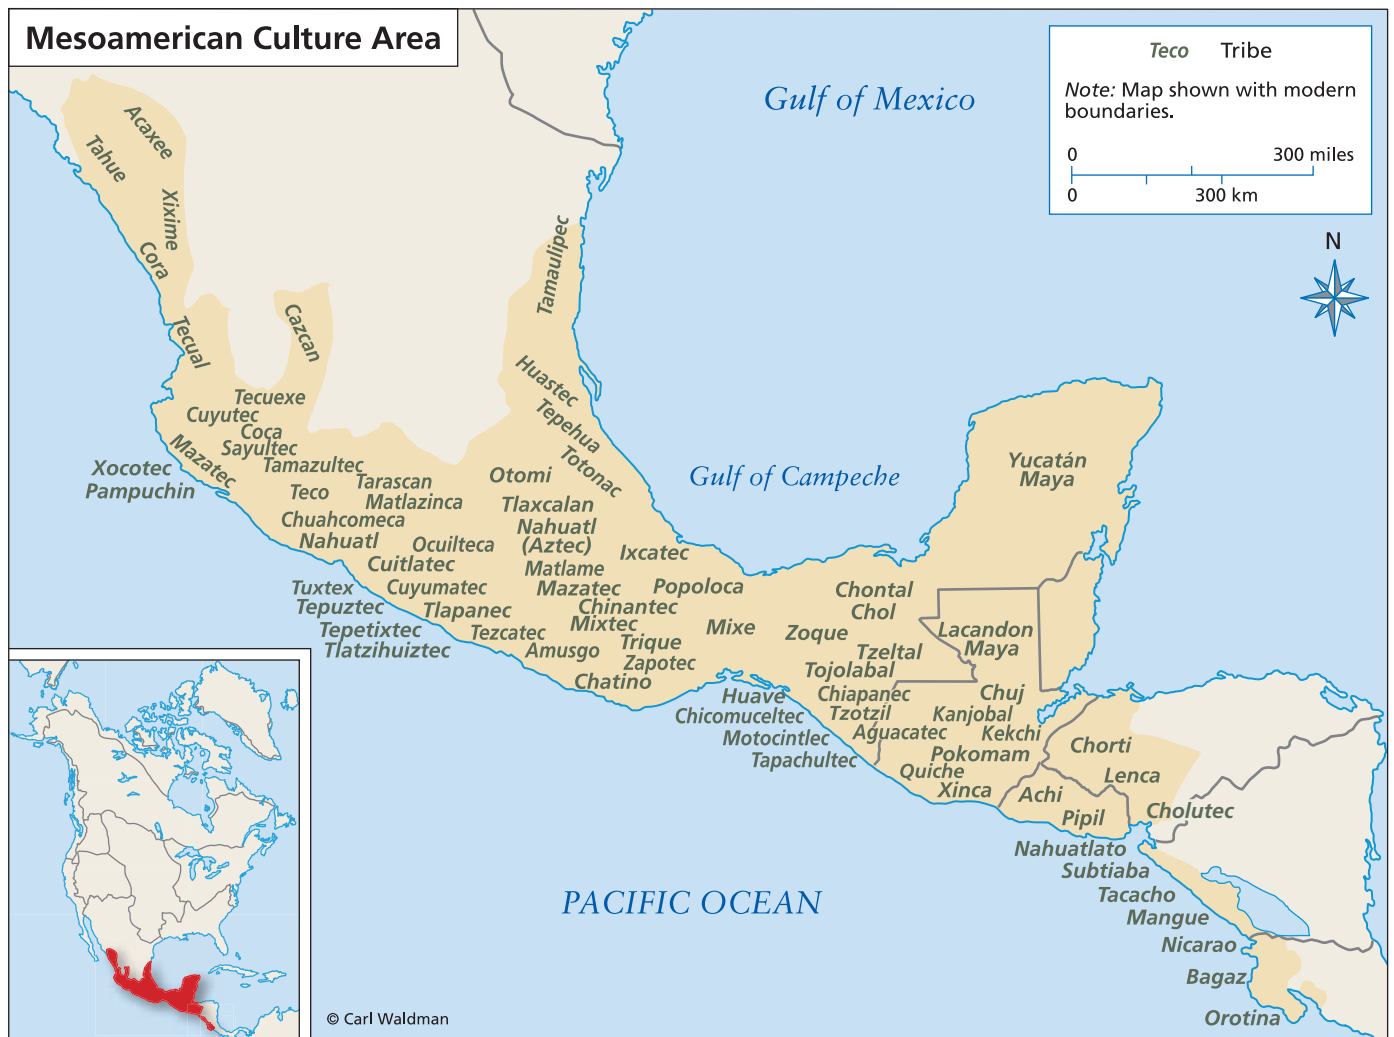 Mesoamerican Culture Area
Teco Tribe
Note: Map shown with modern
boundaries.
0 300 miles
0 300 km
N
Gulf of Mexico
Gulf of Campeche
PACIFIC OCEAN
Acaxee
Tahue
Xixime
Cora
Tecual
Cazcan
Tamaulipec
Huastec
Tepehua
Totonac
Tecuexe
Cuyutec
Coca
Sayultec
Mazatec
Tamazultec
Xocotec
Pampuchin
Tarascan
Teco
Matlazinca
Chuahcomeca
Nahuatl
Otomi
Tlaxcalan
Nahuatl
(Aztec)
Ocuilteca
Ixcatec
Cuitlatec
Matlame
Cuyumatec
Mazatec
Popoloca
Tuxtex
Tepuztec
Tlapanec
Chinantec
Mixtec
Tepetixtec
Tlatzihuiztec
Tezcatec
Amusgo
Trique
Zapotec
Chatino
Mixe
Zoque
Chontal
Chol
Yucatán
Maya
Lacandon
Maya
Tzeltal
Tojolabal
Chiapanec
Tzotzil
Aguacatec
Huave
Chicomuceltec
Motocintlec
Tapachultec
Chuj
Kanjobal
Kekchi
Pokomam
Quiche
Xinca
Chorti
Lenca
Achi
Pipil
Cholutec
Nahuatlato
Subtiaba
Tacacho
Mangue
Nicarao
Bagaz
Orotina
© Carl Waldman